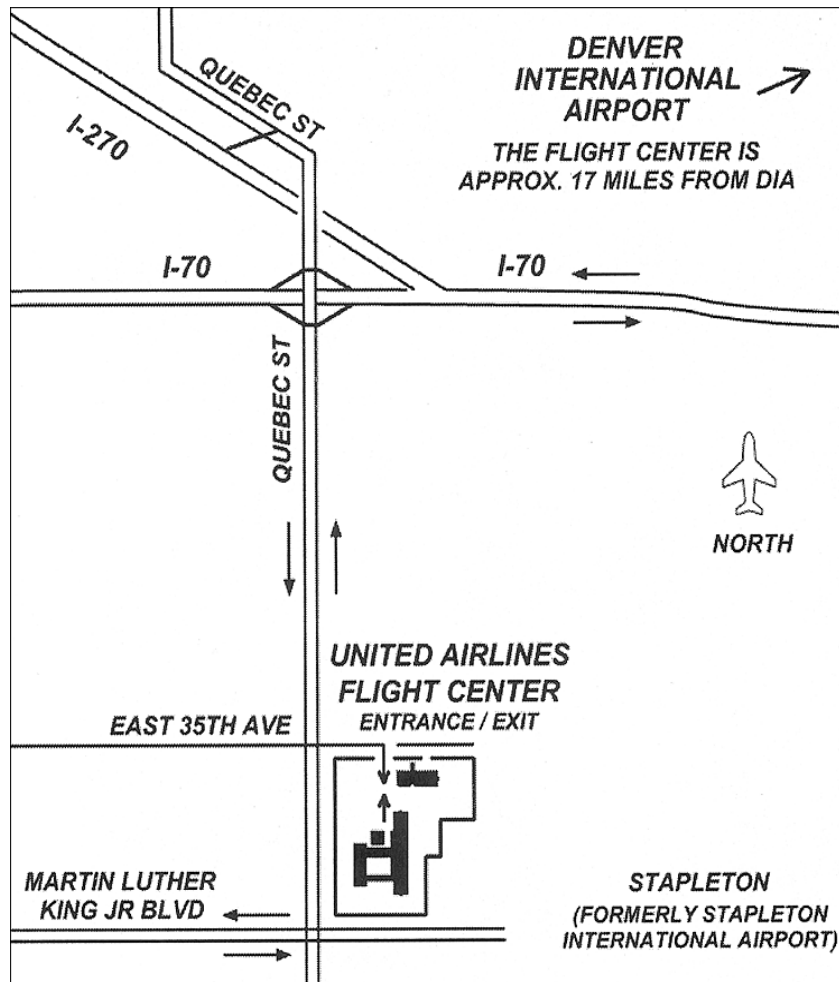 QUEBEC ST
I-270
DENVER
INTERNATIONAL
AIRPORT
THE FLIGHT CENTER IS
APPROX. 17 MILES FROM DIA
I-70
I-70
QUEBEC ST
NORTH
UNITED AIRLINES
FLIGHT CENTER
ENTRANCE / EXIT
EAST 35TH AVE
MARTIN LUTHER
KING JR BLVD
STAPLETON
(FORMERLY STAPLETON
INTERNATIONAL AIRPORT)